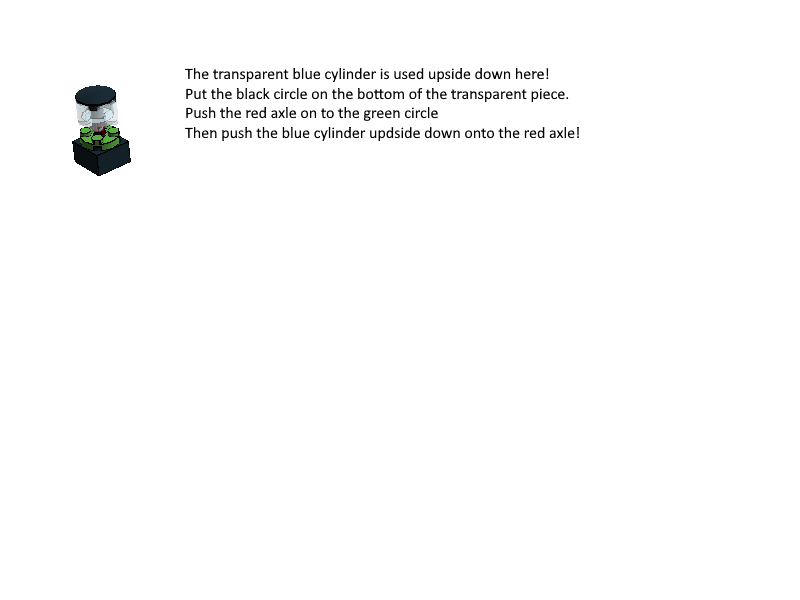 The transparent blue cylinder is used upside down here!
Put the black circle on the bottom of the transparent piece.
Push the red axle on to the green circle
Then push the blue cylinder updside down onto the red axle!